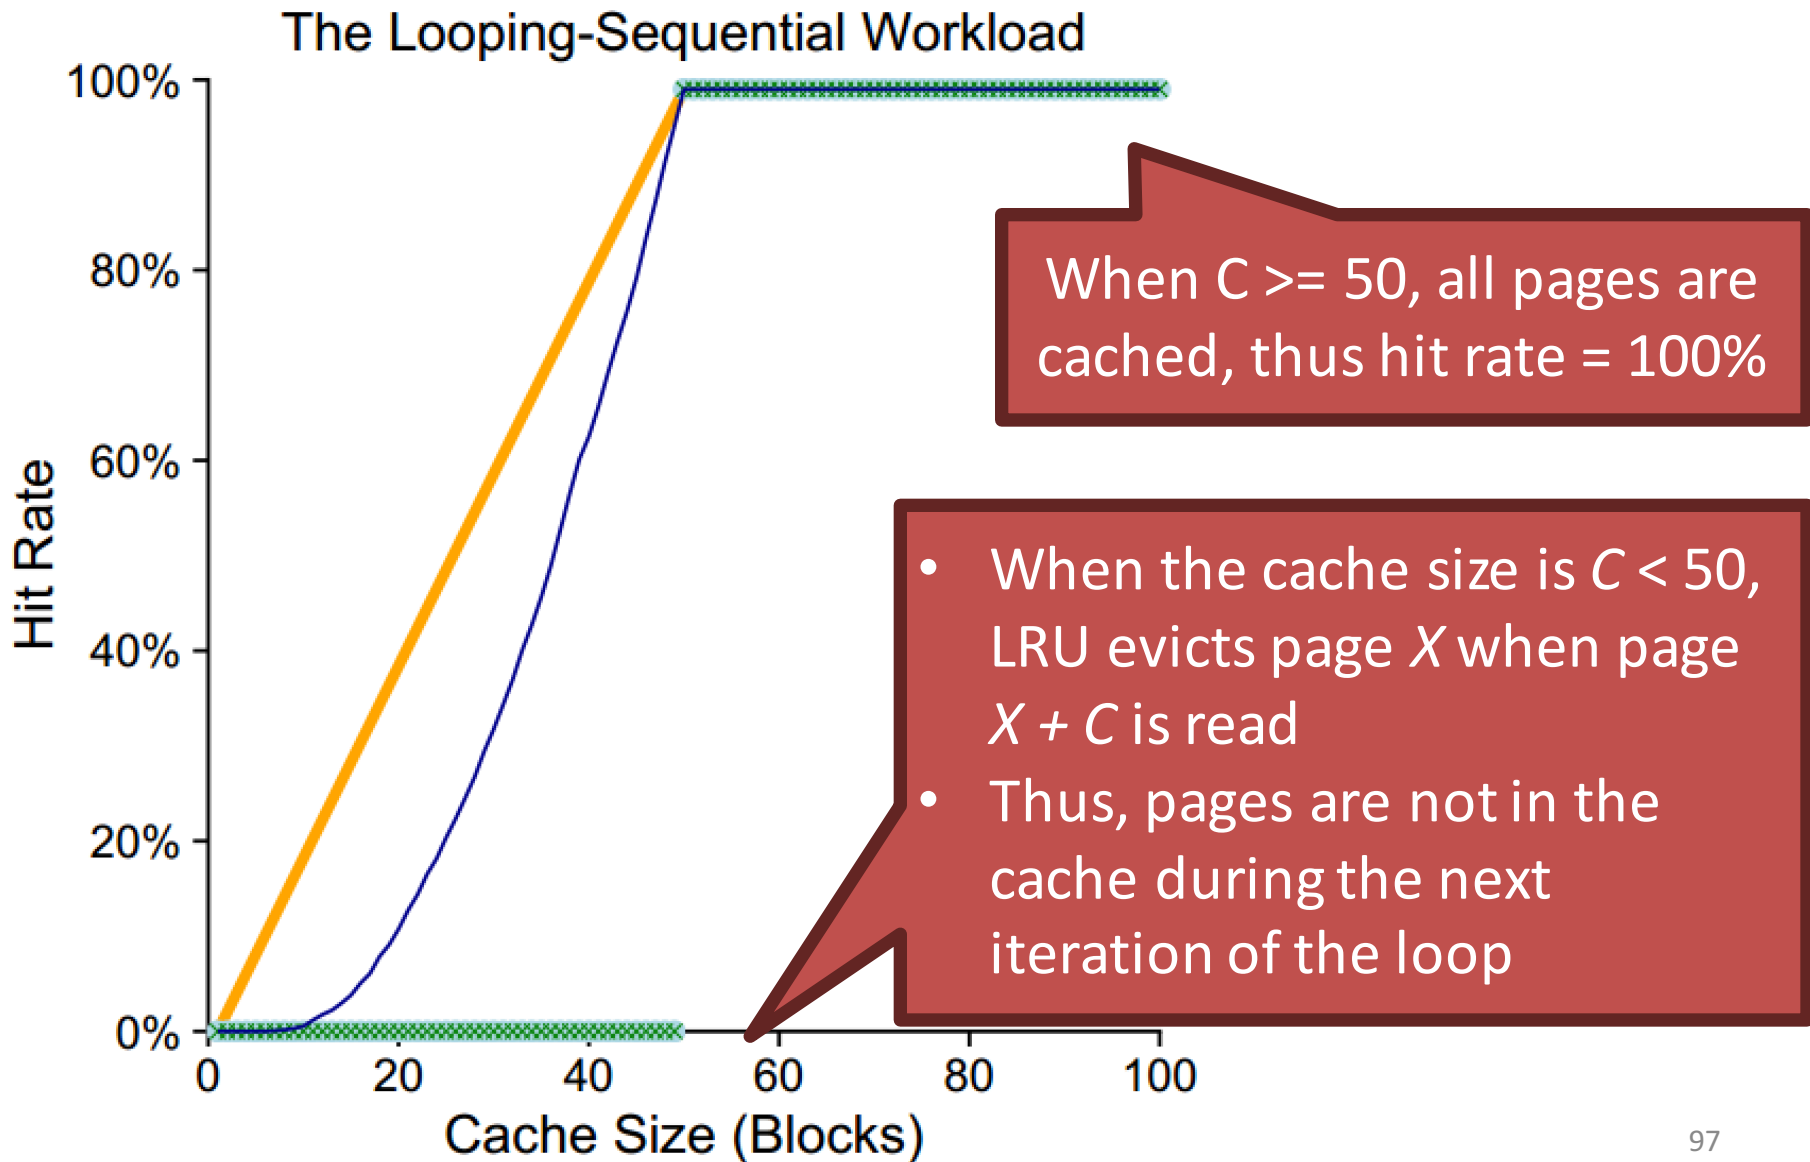 The Looping-Sequential Workload
100%
80%
60%
40%
20%
0%
Hit Rate
0 20 40 60 80 100
Cache Size (Blocks)
When C >= 50, all pages are
cached, thus hit rate = 100%
• When the cache size is C < 50,
LRU evicts page X when page
X + C is read
• Thus, pages are not in the
cache during the next
iteration of the loop
97